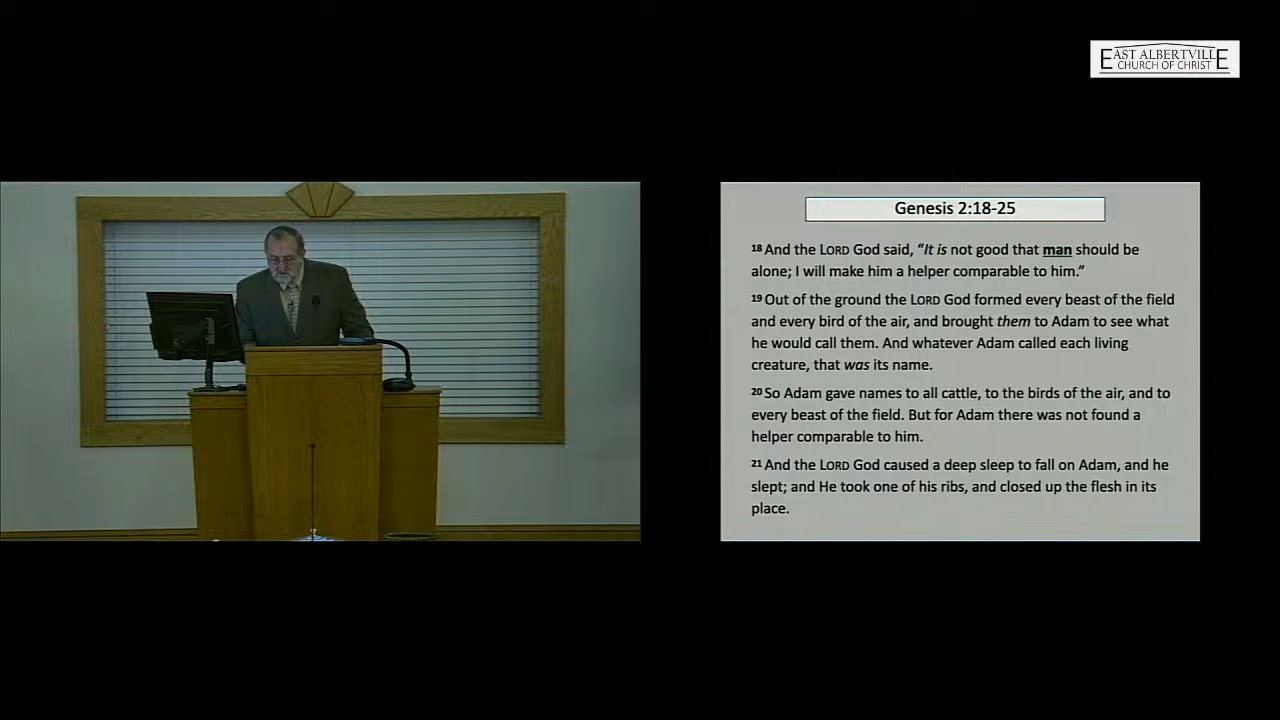 EAST ALBERTVILLE
CHURCH OF CHRIST
Genesis 2:18-25
18 And the LORD God said, “It is not good that man should be
alone; I will make him a helper comparable to him.”
19 Out of the ground the LORD God formed every beast of the field
and every bird of the air, and brought them to Adam to see what
he would call them. And whatever Adam called each living
creature, that was its name.
20 So Adam gave names to all cattle, to the birds of the air, and to
every beast of the field. But for Adam there was not found a
helper comparable to him.
21 And the LORD God caused a deep sleep to fall on Adam, and he
slept; and He took one of his ribs, and closed up the flesh in its
place.